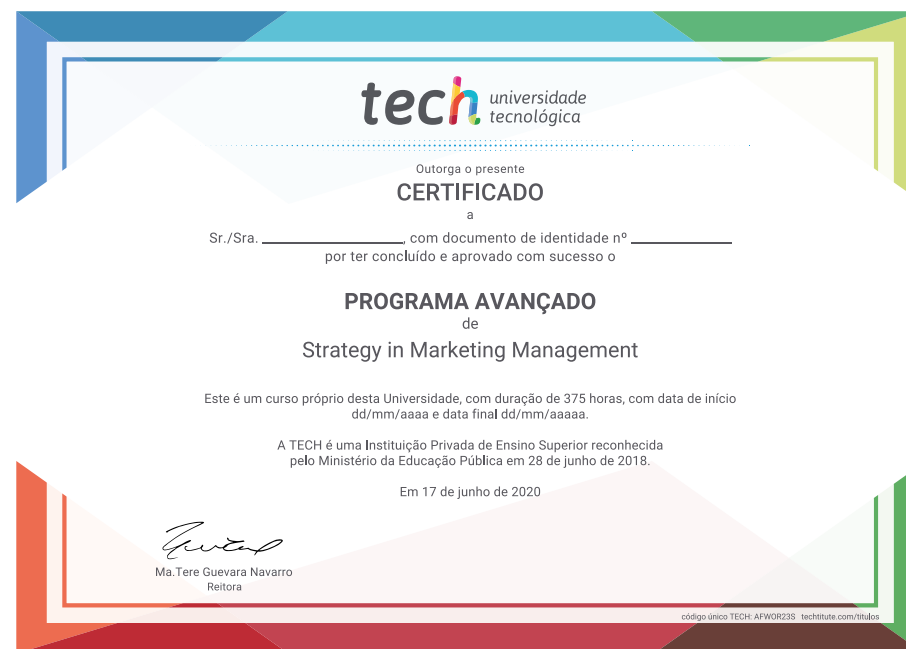 tech universidade
tecnológica
Outorga o presente
CERTIFICADO
a
Sr./Sra. ________________, com documento de identidade nº ____________
por ter concluído e aprovado com sucesso o
PROGRAMA AVANÇADO
de
Strategy in Marketing Management
Este é um curso próprio desta Universidade, com duração de 375 horas, com data de início
dd/mm/aaaa e data final dd/mm/aaaaa.
A TECH é uma Instituição Privada de Ensino Superior reconhecida
pelo Ministério da Educação Pública em 28 de junho de 2018.
Em 17 de junho de 2020
Ma.Tere Guevara Navarro
Reitora
código único TECH: AFWOR23S techtitute.com/titulos